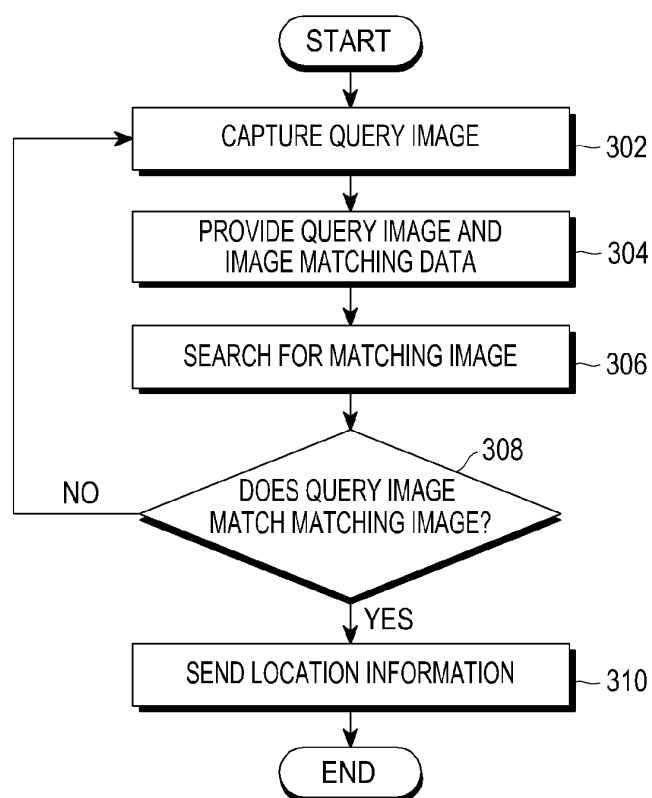 START
CAPTURE QUERY IMAGE
302
PROVIDE QUERY IMAGE AND
IMAGE MATCHING DATA
304
SEARCH FOR MATCHING IMAGE
306
308
DOES QUERY IMAGE
MATCH MATCHING IMAGE?
NO
YES
SEND LOCATION INFORMATION
310
END